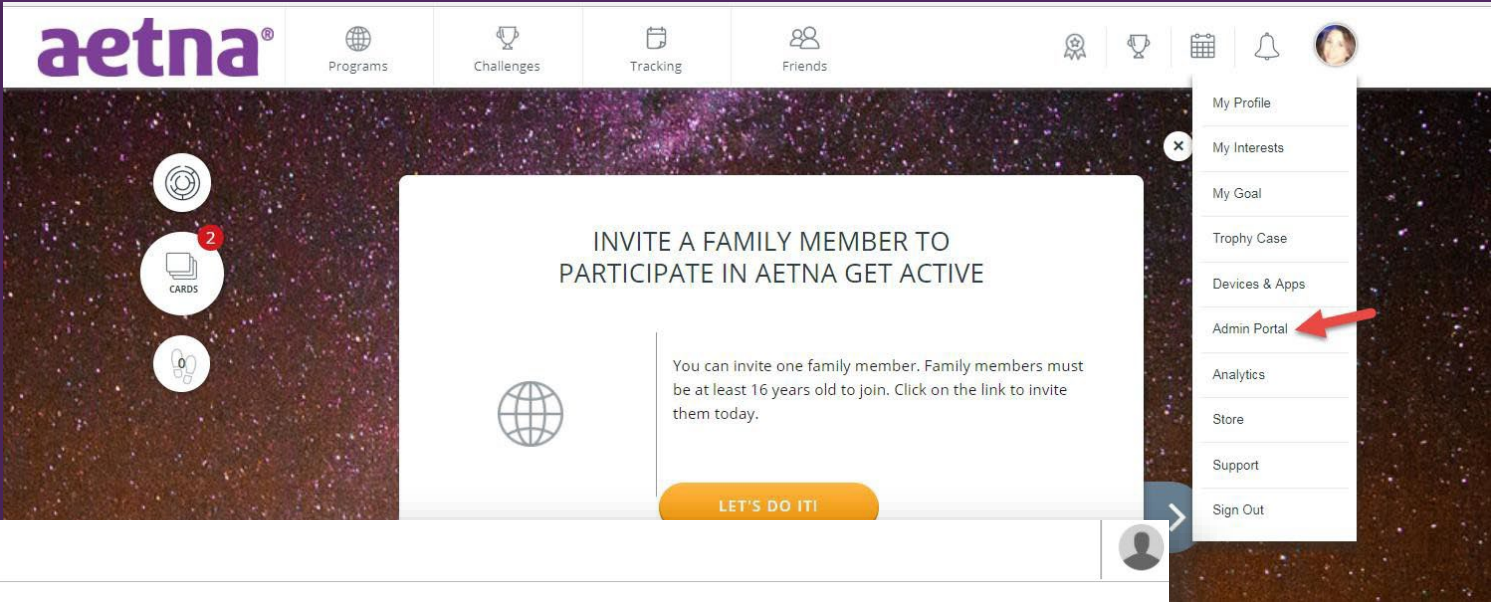 aetna®
Programs
Challenges
Tracking
Friends
My Profile
My Interests
My Goal
Trophy Case
Devices & Apps
Admin Portal
Analytics
Store
Support
Sign Out
2
CARDS
0
INVITE A FAMILY MEMBER TO
PARTICIPATE IN AETNA GET ACTIVE
You can invite one family member. Family members must
be at least 16 years old to join. Click on the link to invite
them today.
LET'S DO IT!